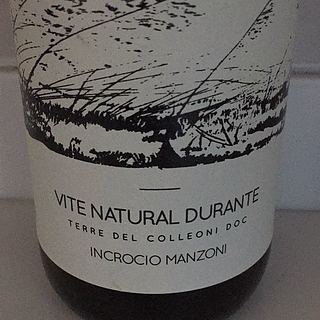 VITE NATURAL DURANTE
TERRE DEL COLLEONI DOC
INCROCIO MANZONI